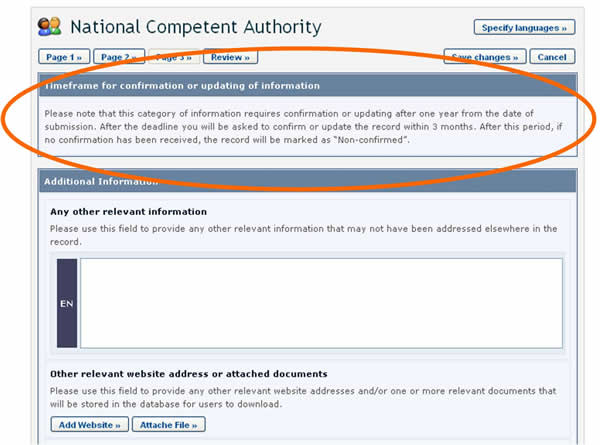 National Competent Authority
Specify languages »
Page 1 » Page 2 » Page 3 » Review » Save changes » Cancel
Timeframe for confirmation or updating of information
Please note that this category of information requires confirmation or updating after one year from the date of
submission. After the deadline you will be asked to confirm or update the record within 3 months. After this period, if
no confirmation has been received, the record will be marked as “Non-confirmed”.
Additional Information
Any other relevant information
Please use this field to provide any other relevant information that may not have been addressed elsewhere in the
record.
EN
Other relevant website address or attached documents
Please use this field to provide any other relevant website addresses and/or one or more relevant documents that
will be stored in the database for users to download.
Add Website » Attache File »